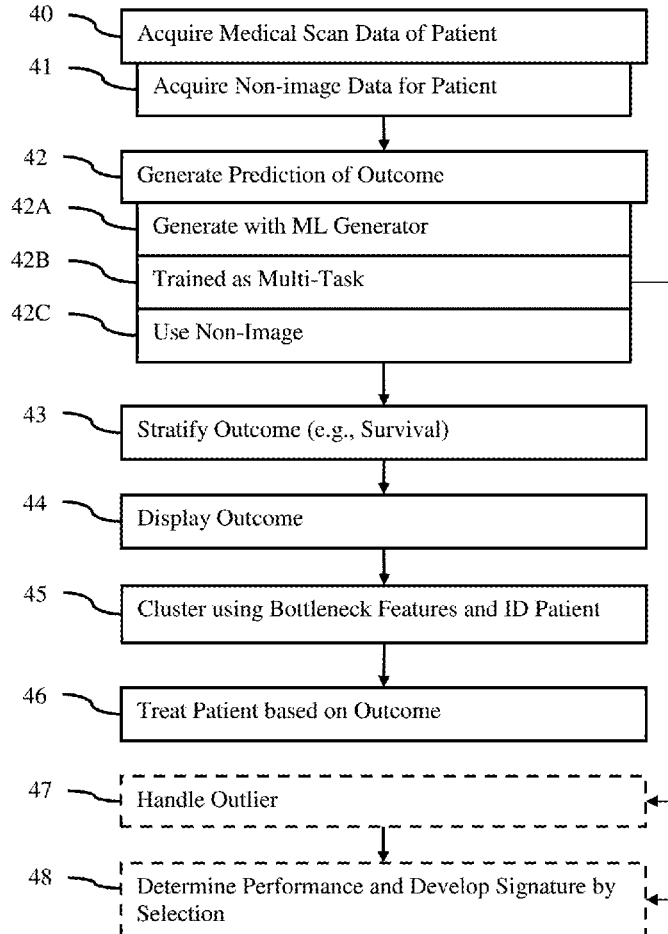 40
Acquire Medical Scan Data of Patient
41
Acquire Non-image Data for Patient
42
Generate Prediction of Outcome
42A
Generate with ML Generator
42B
Trained as Multi-Task
42C
Use Non-Image
43
Stratify Outcome (e.g., Survival)
44
Display Outcome
45
Cluster using Bottleneck Features and ID Patient
46
Treat Patient based on Outcome
47
Handle Outlier
48
Determine Performance and Develop Signature by
Selection